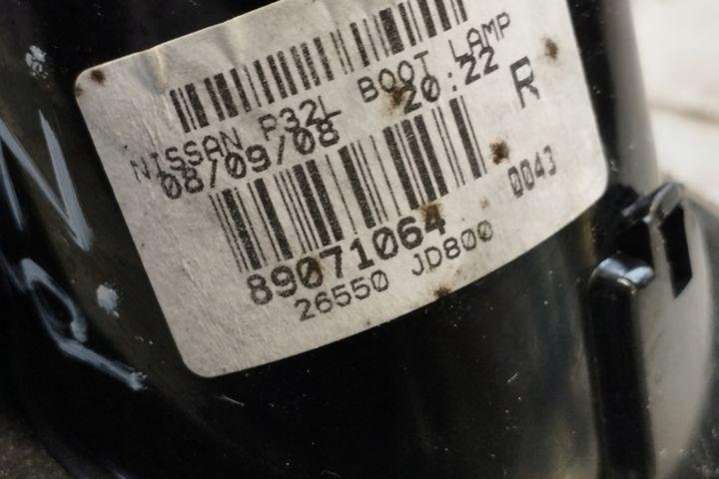 NISSAN P32L BOOT LAMP
08/09/08 20:22 R
89071064 0043
26550 JD800